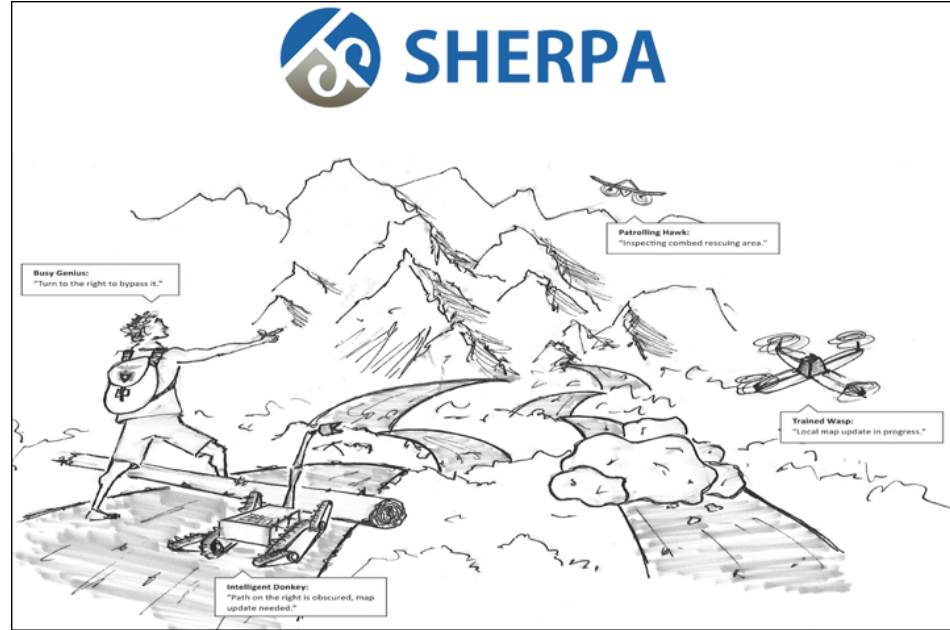 SHERPA
Patrolling Hawk:
"Inspecting combed rescuing area."
Busy Genius:
"Turn to the right to bypass it."
Trained Wasp:
"Local map update in progress."
Intelligent Donkey:
"Path on the right is obscured, map
update needed."